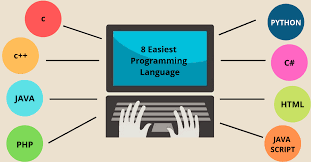 c
c++
JAVA
PHP
8 Easiest
Programming
Language
PYTHON
C#
HTML
JAVA
SCRIPT